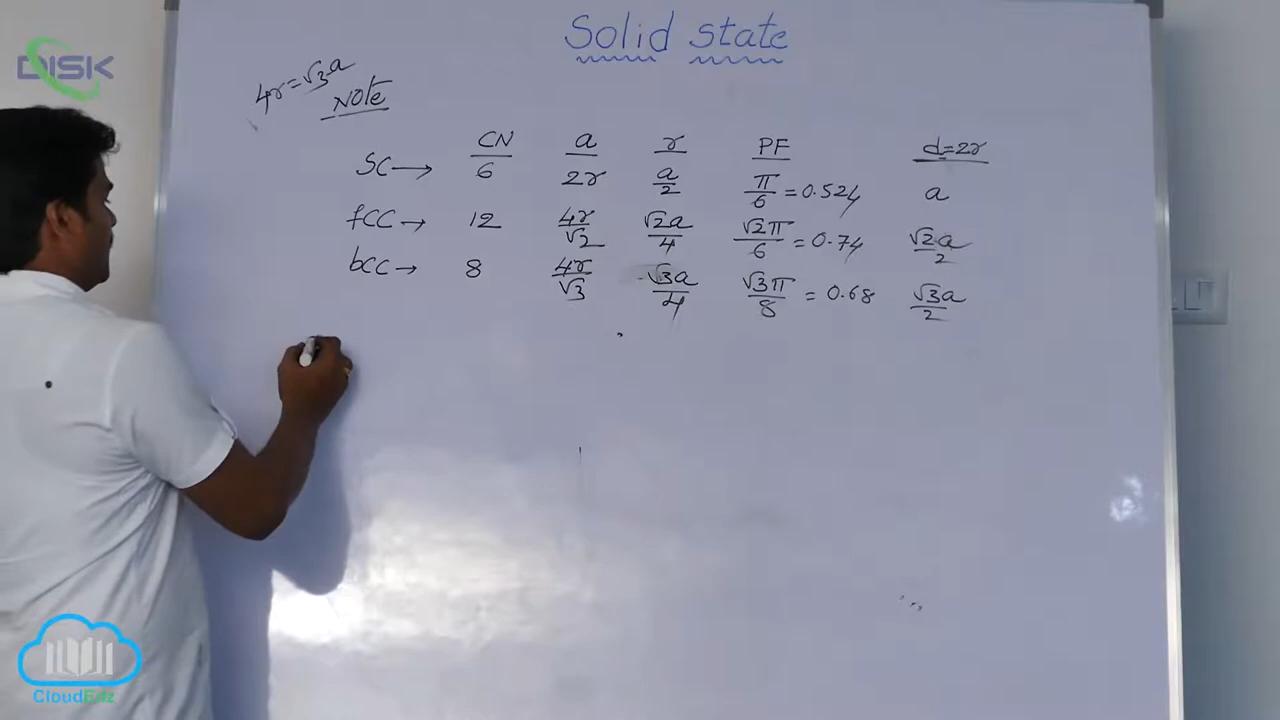 Solid state
DISK
4r=√3a
Note
CN a r PF d=2r
SC→ 6 2r a/2 π/6=0.524 a
fCC→ 12 4r/√2 √2a/4 √2π/6=0.74 √2a/2
bCC→ 8 4r/√3 √3a/4 √3π/8=0.68 √3a/2
CloudEdz